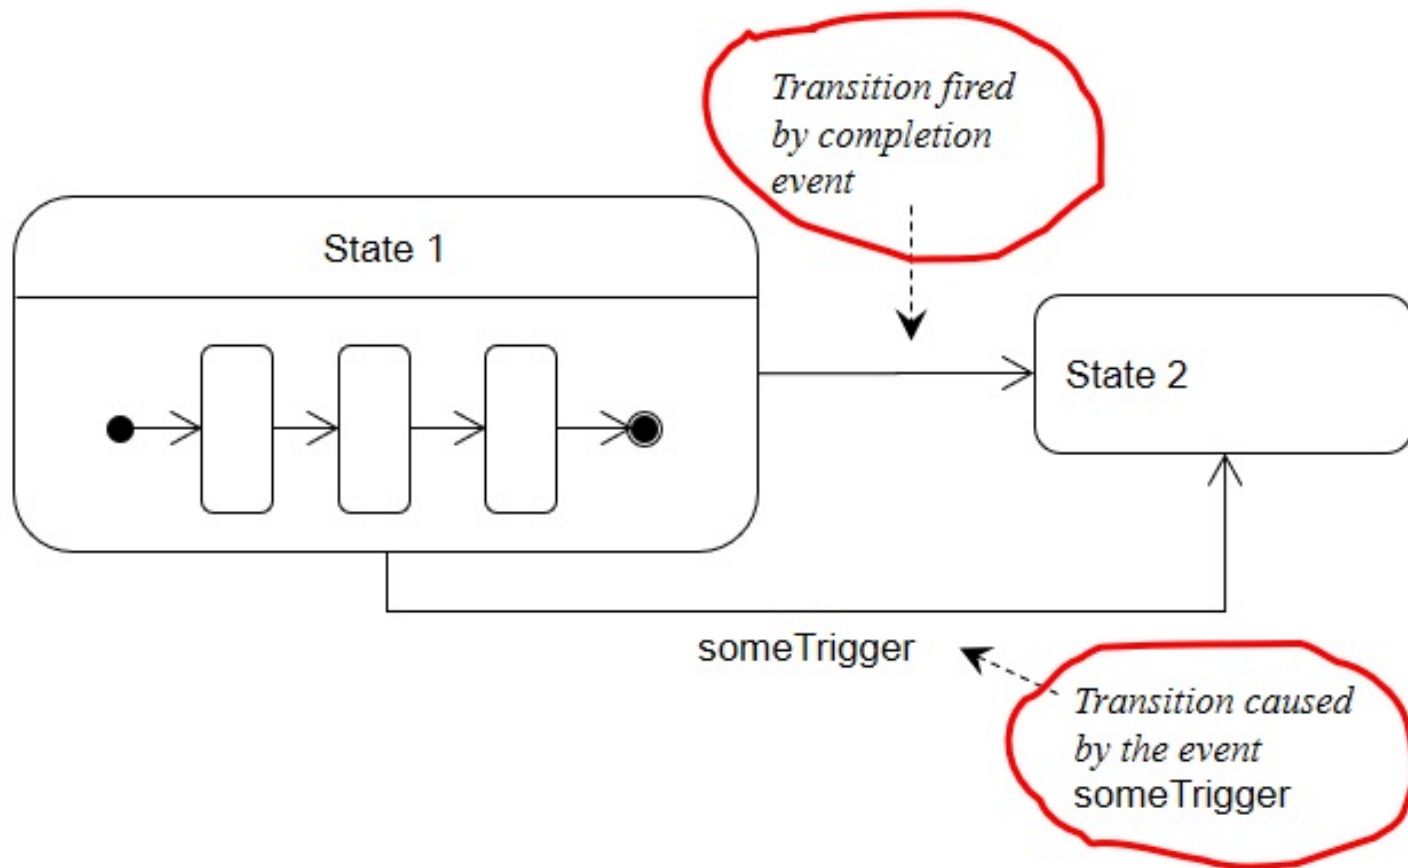 Transition fired
by completion
event
State 1
State 2
someTrigger
Transition caused
by the event
someTrigger